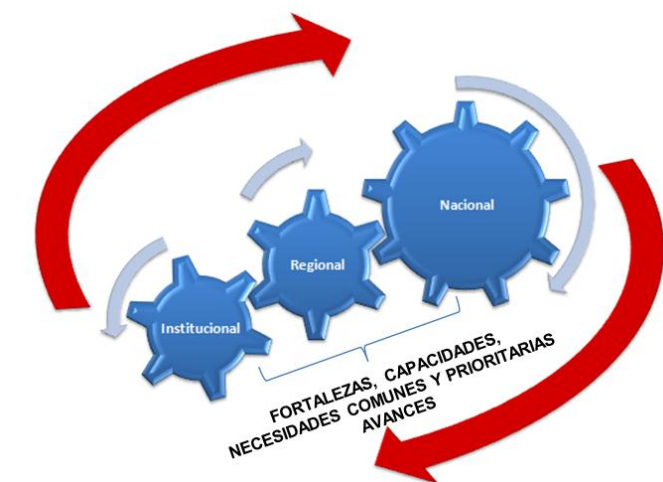 Nacional
Regional
Institucional
FORTALEZAS, CAPACIDADES,
NECESIDADES COMUNES Y PRIORITARIAS
AVANCES